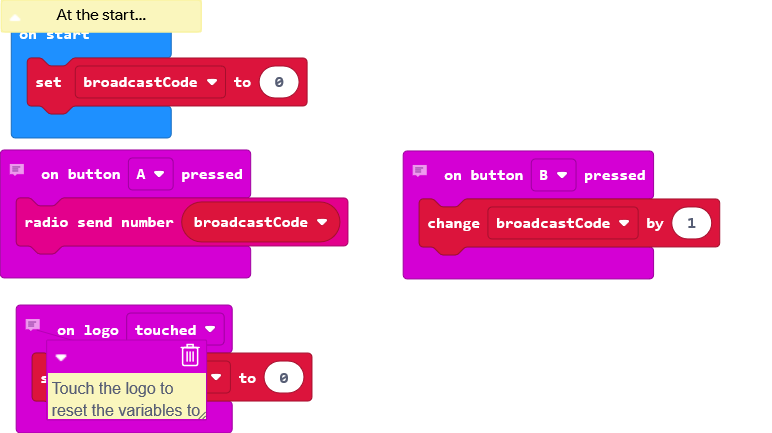 At the start...
on start
set broadcastCode to 0
on button A pressed
radio send number broadcastCode
on button B pressed
change broadcastCode by 1
on logo touched
to 0
Touch the logo to
reset the variables to